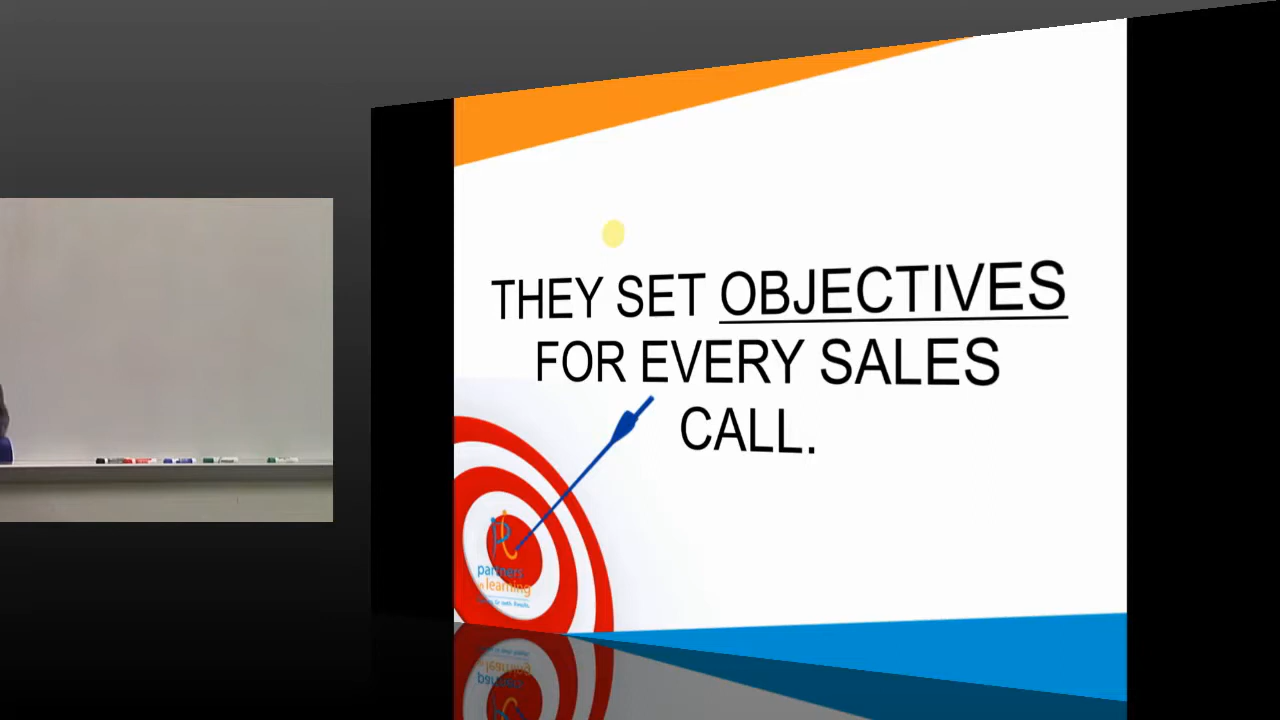 THEY SET OBJECTIVES
FOR EVERY SALES
CALL.
partners
in learning